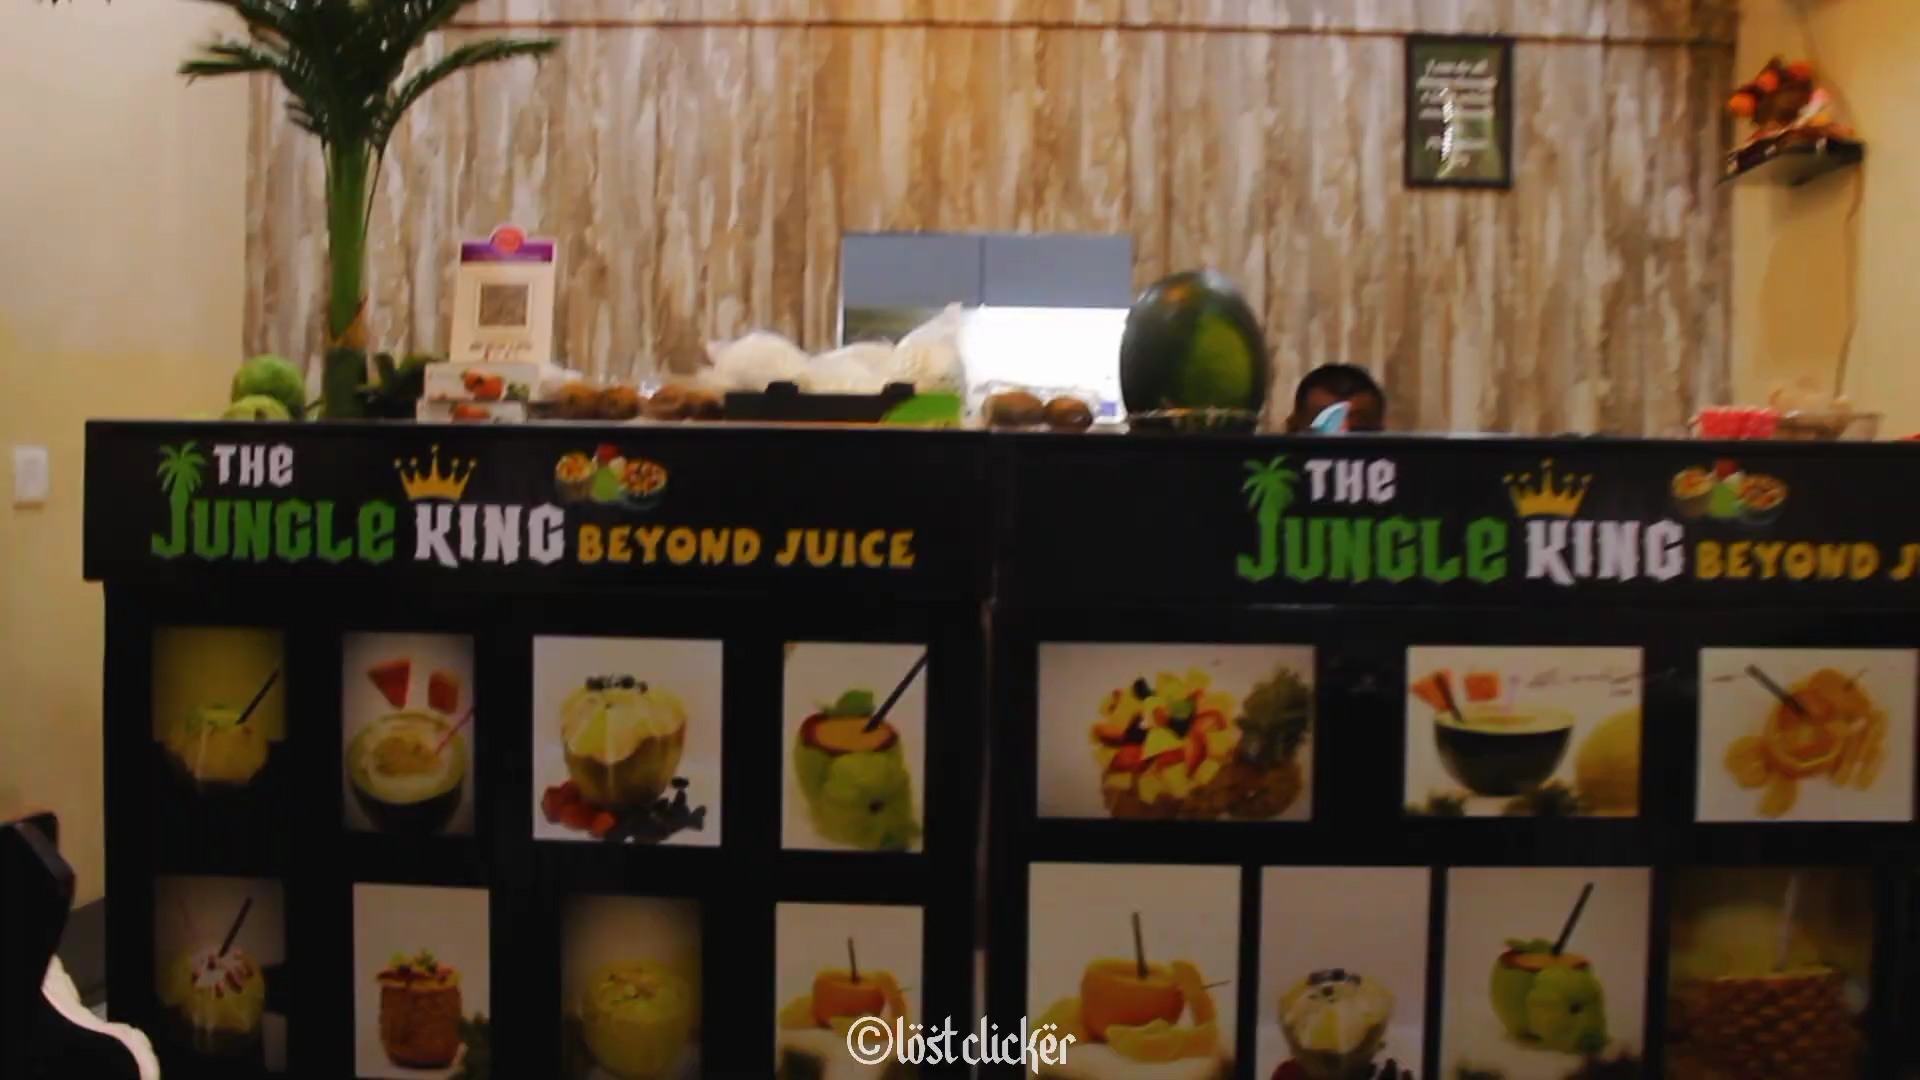 THE
JUNGLE KING BEYOND JUICE
THE
JUNGLE KING BEYOND J
©löst clickër